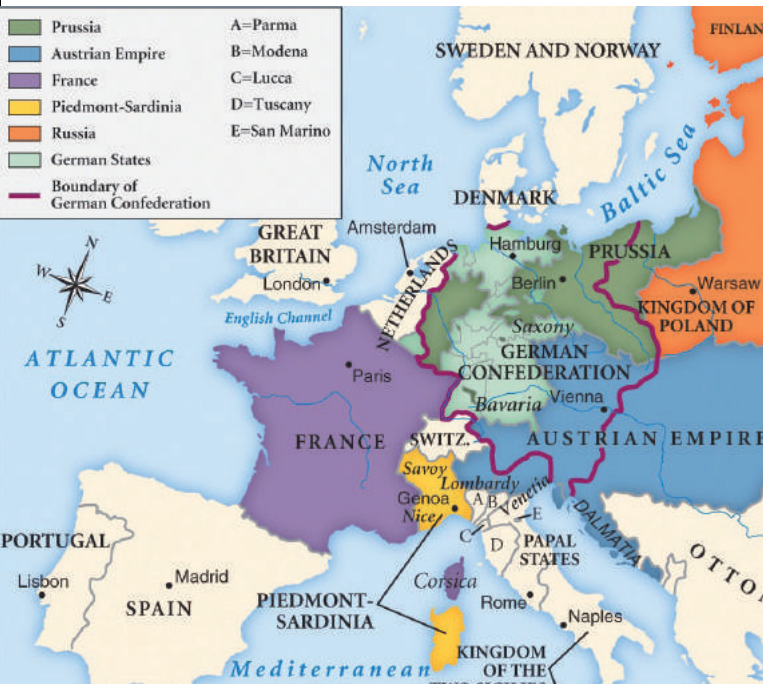 Prussia
Austrian Empire
France
Piedmont-Sardinia
Russia
German States
Boundary of
German Confederation
A=Parma
B=Modena
C=Lucca
D=Tuscany
E=San Marino
FINLAN
SWEDEN AND NORWAY
North
Sea
Baltic Sea
DENMARK
GREAT
BRITAIN
Amsterdam
Hamburg
PRUSSIA
N
W
E
S
London
NETHERLANDS
Berlin
Warsaw
KINGDOM OF
POLAND
English Channel
Saxony
ATLANTIC
OCEAN
Paris
GERMAN
CONFEDERATION
Bavaria
Vienna
FRANCE
SWITZ.
AUSTRIAN EMPIRE
Savoy
Lombardy
Venetia
Genoa
Nice
A
B
C
D
E
DALMATIA
PORTUGAL
PAPAL
STATES
OTTO
Lisbon
Madrid
SPAIN
Corsica
PIEDMONT-
SARDINIA
Rome
Naples
Mediterranean
KINGDOM
OF THE
TWO SICILIES